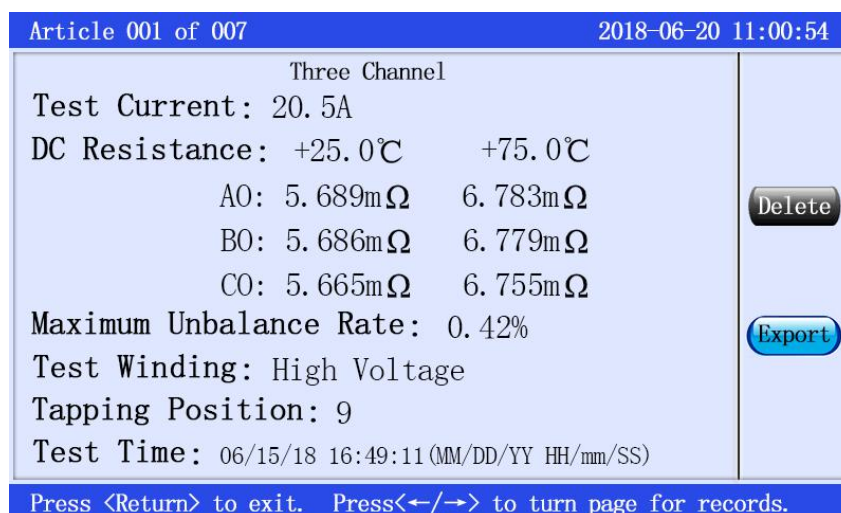 Article 001 of 007 2018-06-20 11:00:54
Three Channel
Test Current: 20.5A
DC Resistance: +25.0℃ +75.0℃
AO: 5.689mΩ 6.783mΩ
BO: 5.686mΩ 6.779mΩ
CO: 5.665mΩ 6.755mΩ
Maximum Unbalance Rate: 0.42%
Test Winding: High Voltage
Tapping Position: 9
Test Time: 06/15/18 16:49:11(MM/DD/YY HH/mm/SS)
Delete
Export
Press <Return> to exit. Press<←/→> to turn page for records.